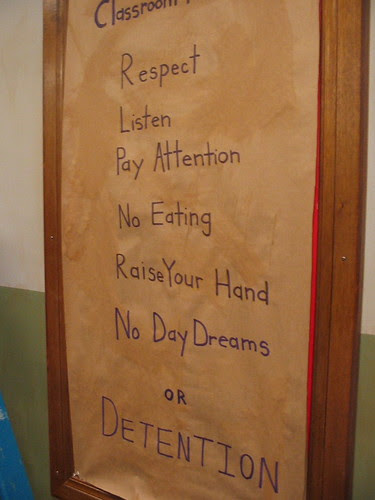 Classroom
Respect
Listen
Pay Attention
No Eating
Raise Your Hand
No Day Dreams
OR
DETENTION